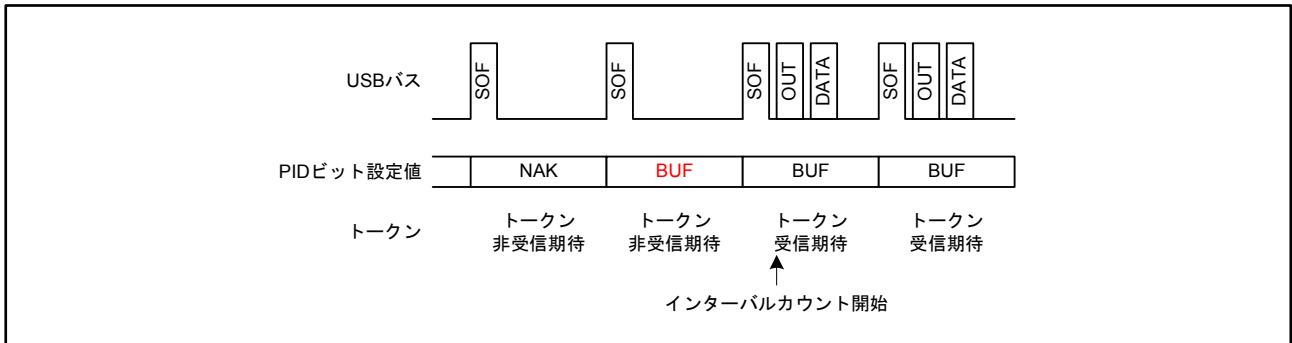 USBバス
SOF
SOF
SOF
OUT
DATA
SOF
OUT
DATA
PIDビット設定値
NAK
BUF
BUF
BUF
トークン
トークン
非受信期待
トークン
非受信期待
トークン
受信期待
トークン
受信期待
インターバルカウント開始